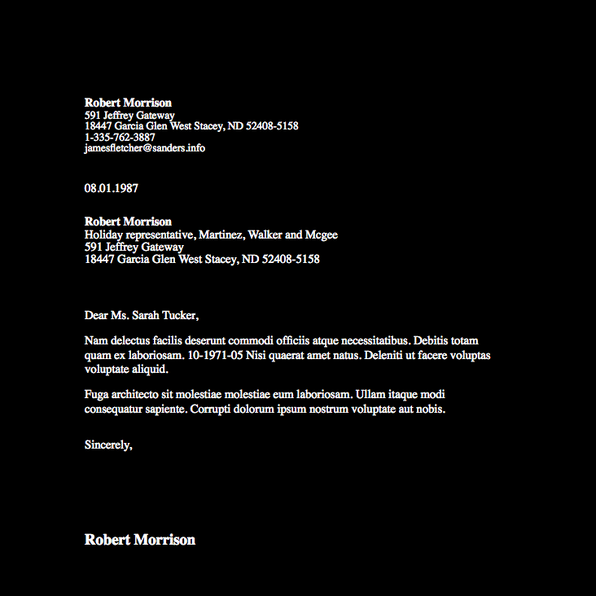 Robert Morrison
591 Jeffrey Gateway
18447 Garcia Glen West Stacey, ND 52408-5158
1-335-762-3887
jamesfletcher@sanders.info
08.01.1987
Robert Morrison
Holiday representative, Martinez, Walker and Mcgee
591 Jeffrey Gateway
18447 Garcia Glen West Stacey, ND 52408-5158
Dear Ms. Sarah Tucker,
Nam delectus facilis deserunt commodi officiis atque necessitatibus. Debitis totam
quam ex laboriosam. 10-1971-05 Nisi quaerat amet natus. Deleniti ut facere voluptas
voluptate aliquid.
Fuga architecto sit molestiae molestiae eum laboriosam. Ullam itaque modi
consequatur sapiente. Corrupti dolorum ipsum nostrum voluptate aut nobis.
Sincerely,
Robert Morrison